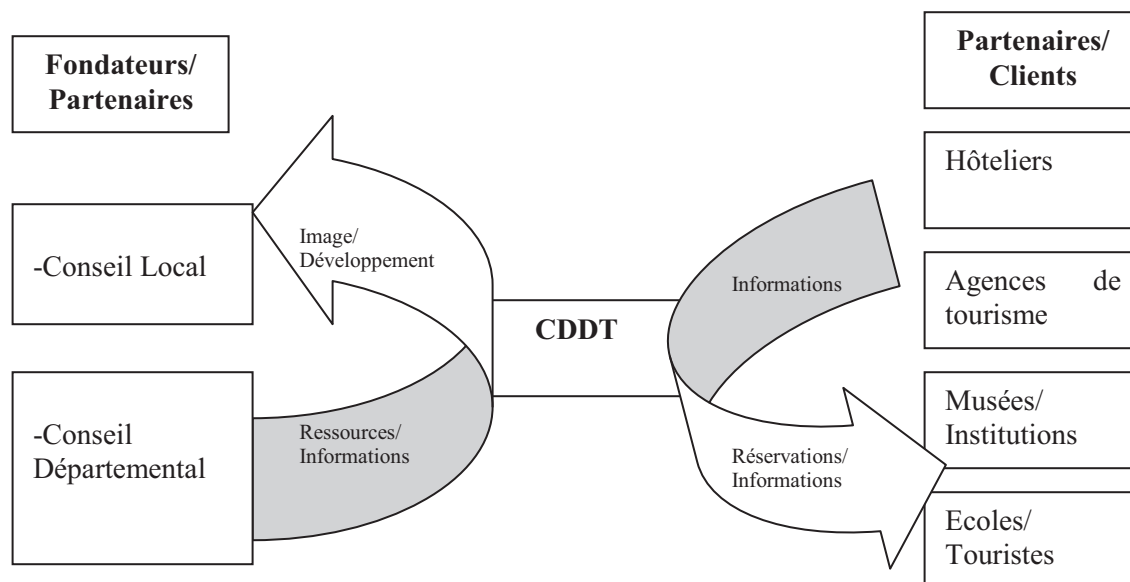 Fondateurs/
Partenaires
-Conseil Local
-Conseil
Départemental
Image/
Développement
Ressources/
Informations
CDDT
Informations
Réservations/
Informations
Partenaires/
Clients
Hôteliers
Agences de
tourisme
Musées/
Institutions
Ecoles/
Touristes